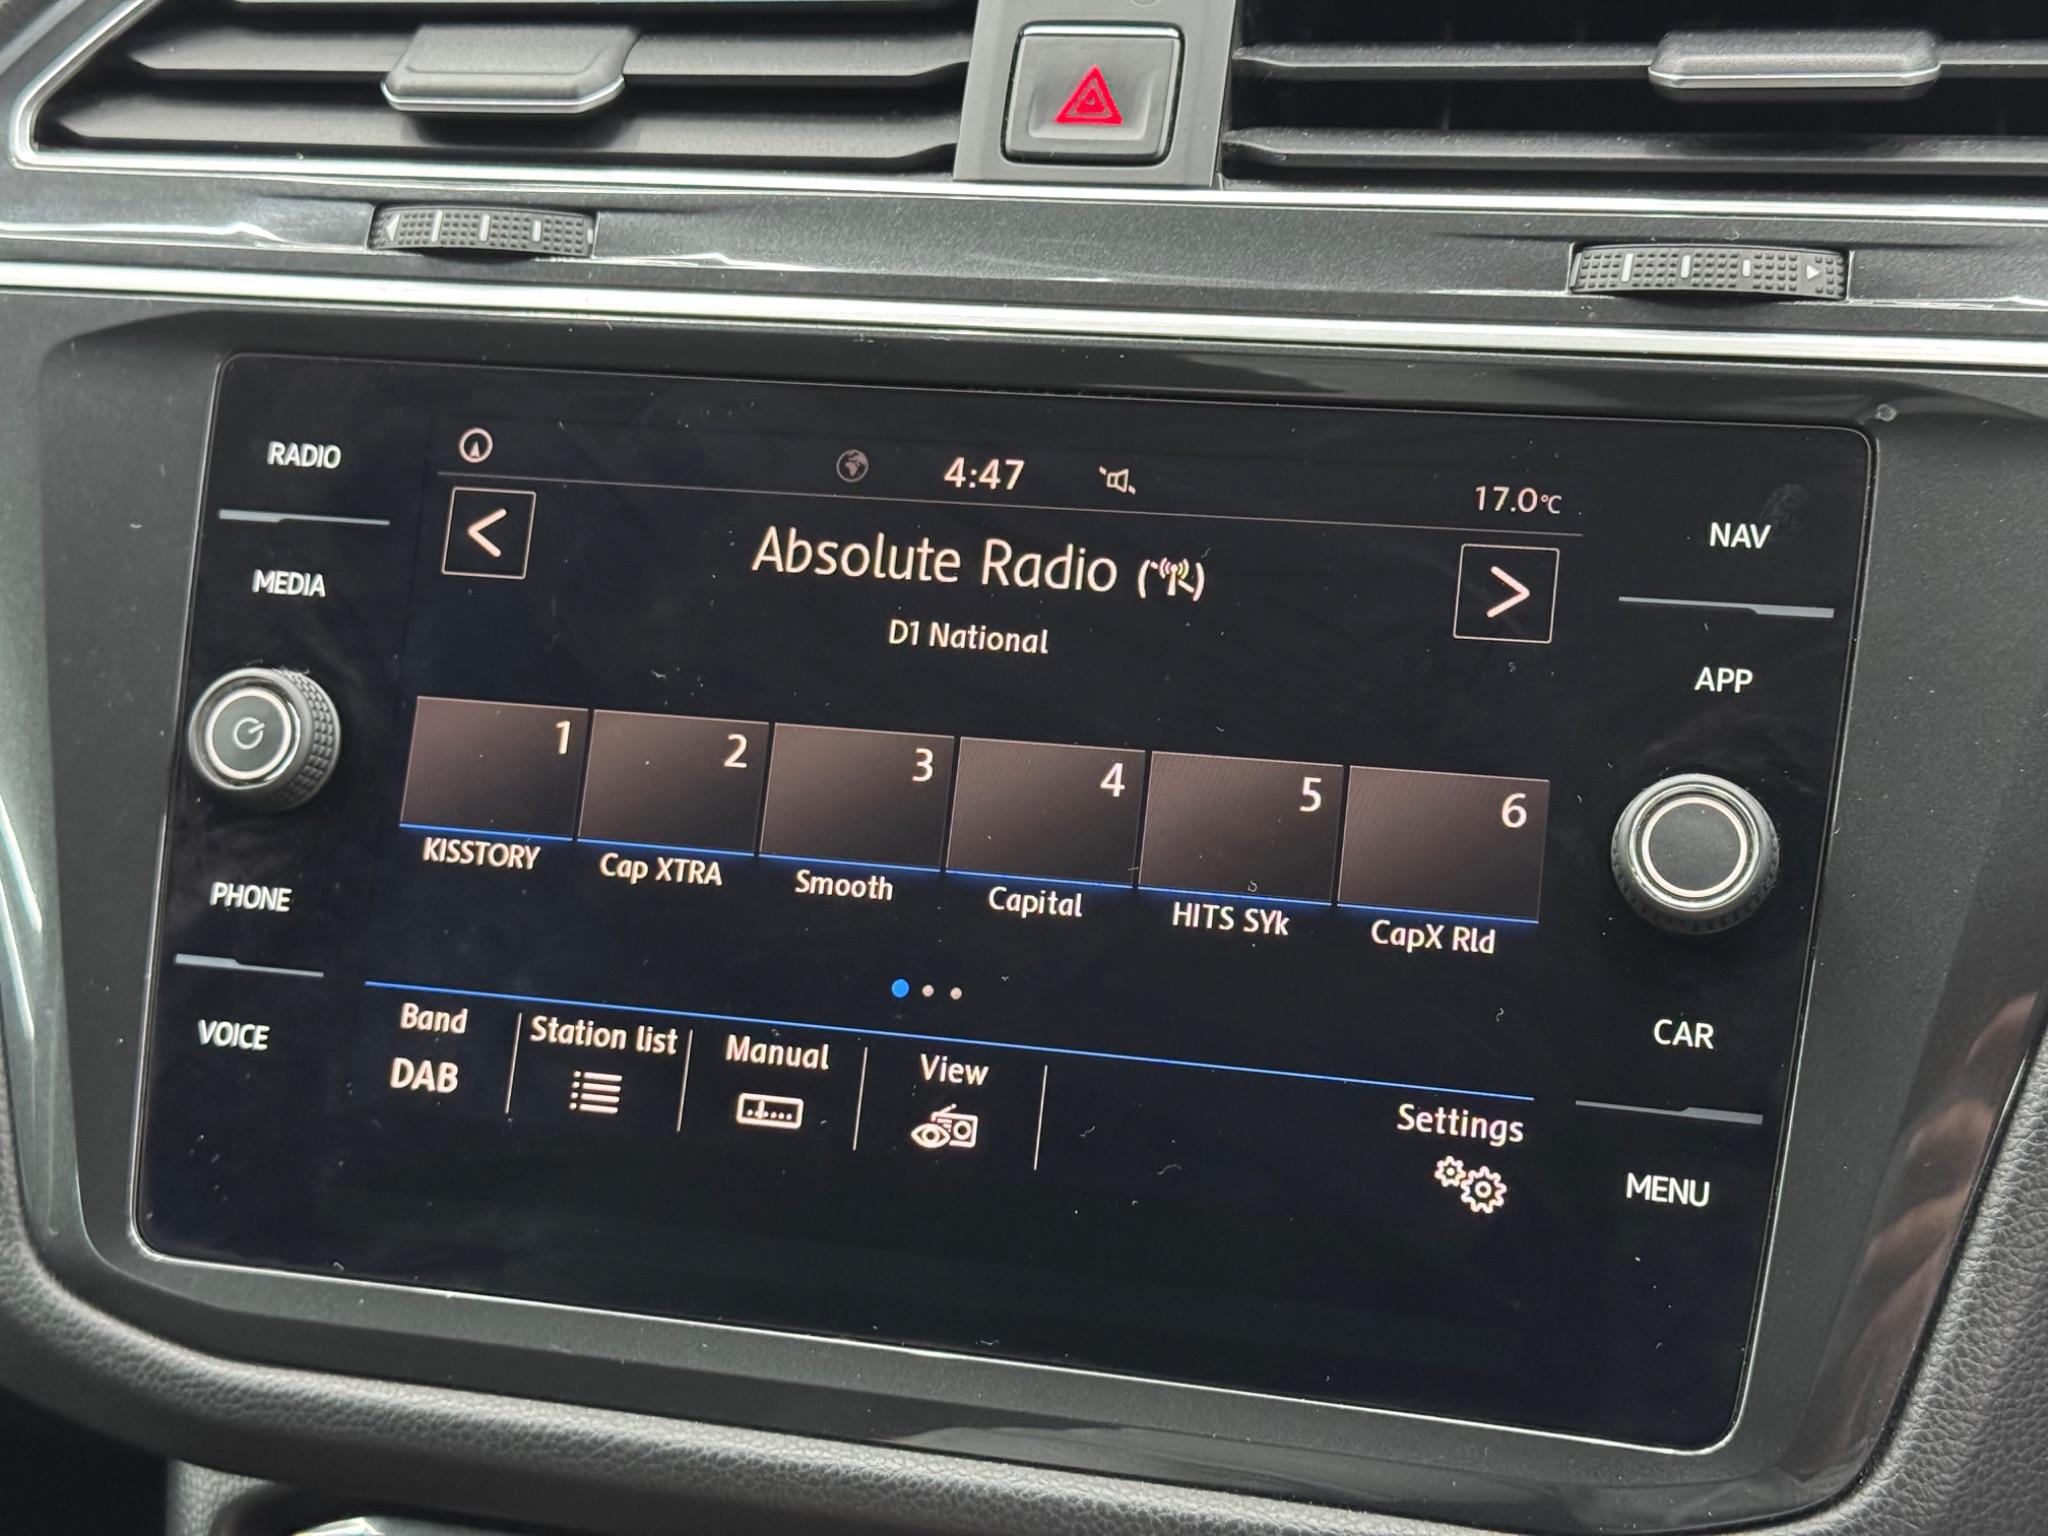 RADIO
MEDIA
PHONE
VOICE
4:47
17.0°C
Absolute Radio
D1 National
1
2
3
4
5
6
KISSTORY
Cap XTRA
Smooth
Capital
HITS SYk
CapX Rld
Band
DAB
Station list
Manual
View
Settings
NAV
APP
CAR
MENU